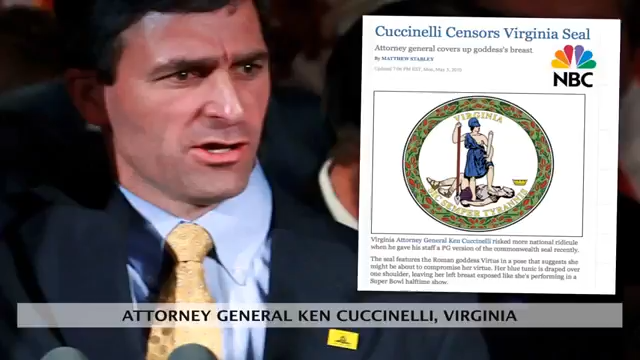 Cuccinelli Censors Virginia Seal
Attorney general covers up goddess's breast
By MATTHEW STABLEY
NBC
VIRGINIA
Virginia Attorney General Ken Cuccinelli risked more national ridicule
when he gave his staff a PG version of the commonwealth seal recently.
The seal features the Roman goddess Virtus in a pose that suggests she
might be about to compromise her virtue. Her blue tunic is draped over
one shoulder, leaving her left breast exposed like she's performing in a
Super Bowl halftime show.
ATTORNEY GENERAL KEN CUCCINELLI, VIRGINIA